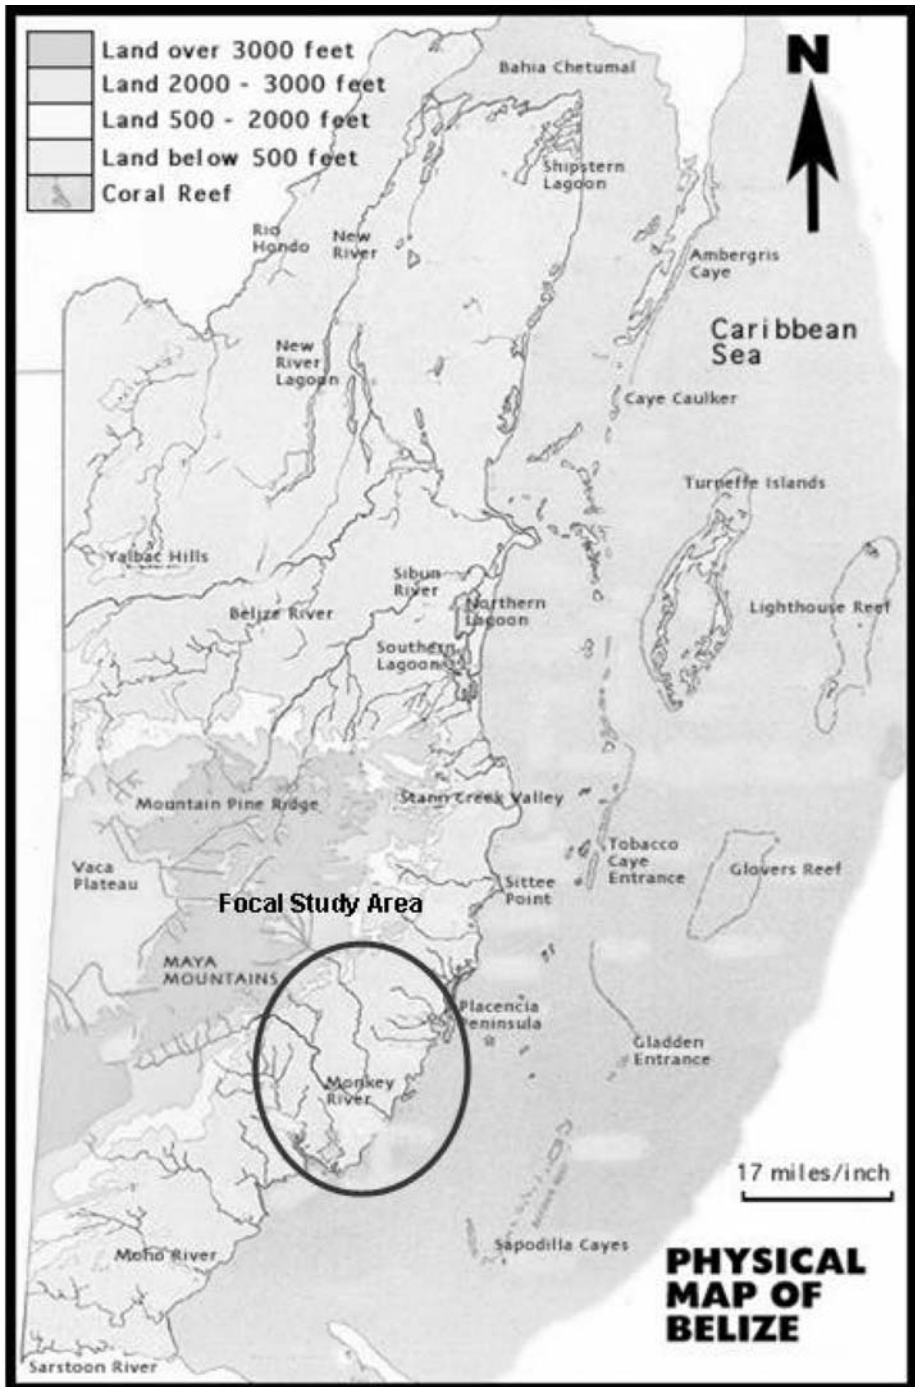 Land over 3000 feet
Land 2000 - 3000 feet
Land 500 - 2000 feet
Land below 500 feet
Coral Reef
N
Bahia Chetumal
Shipstern
Lagoon
Rio
Hondo
New
River
Ambergris
Caye
Caribbean
Sea
New
River
Lagoon
Caye Caulker
Turneffe Islands
Yalbac Hills
Sibun
River
Northern
Lagoon
Belize River
Lighthouse Reef
Southern
Lagoon
Mountain Pine Ridge
Stann Creek Valley
Vaca
Plateau
Tobacco
Caye
Entrance
Glovers Reef
Sittee
Point
Focal Study Area
MAYA
MOUNTAINS
Placencia
Peninsula
Gladden
Entrance
Monkey
River
17 miles/inch
Moho River
Sapodilla Cayes
PHYSICAL
MAP OF
BELIZE
Sarstoon River